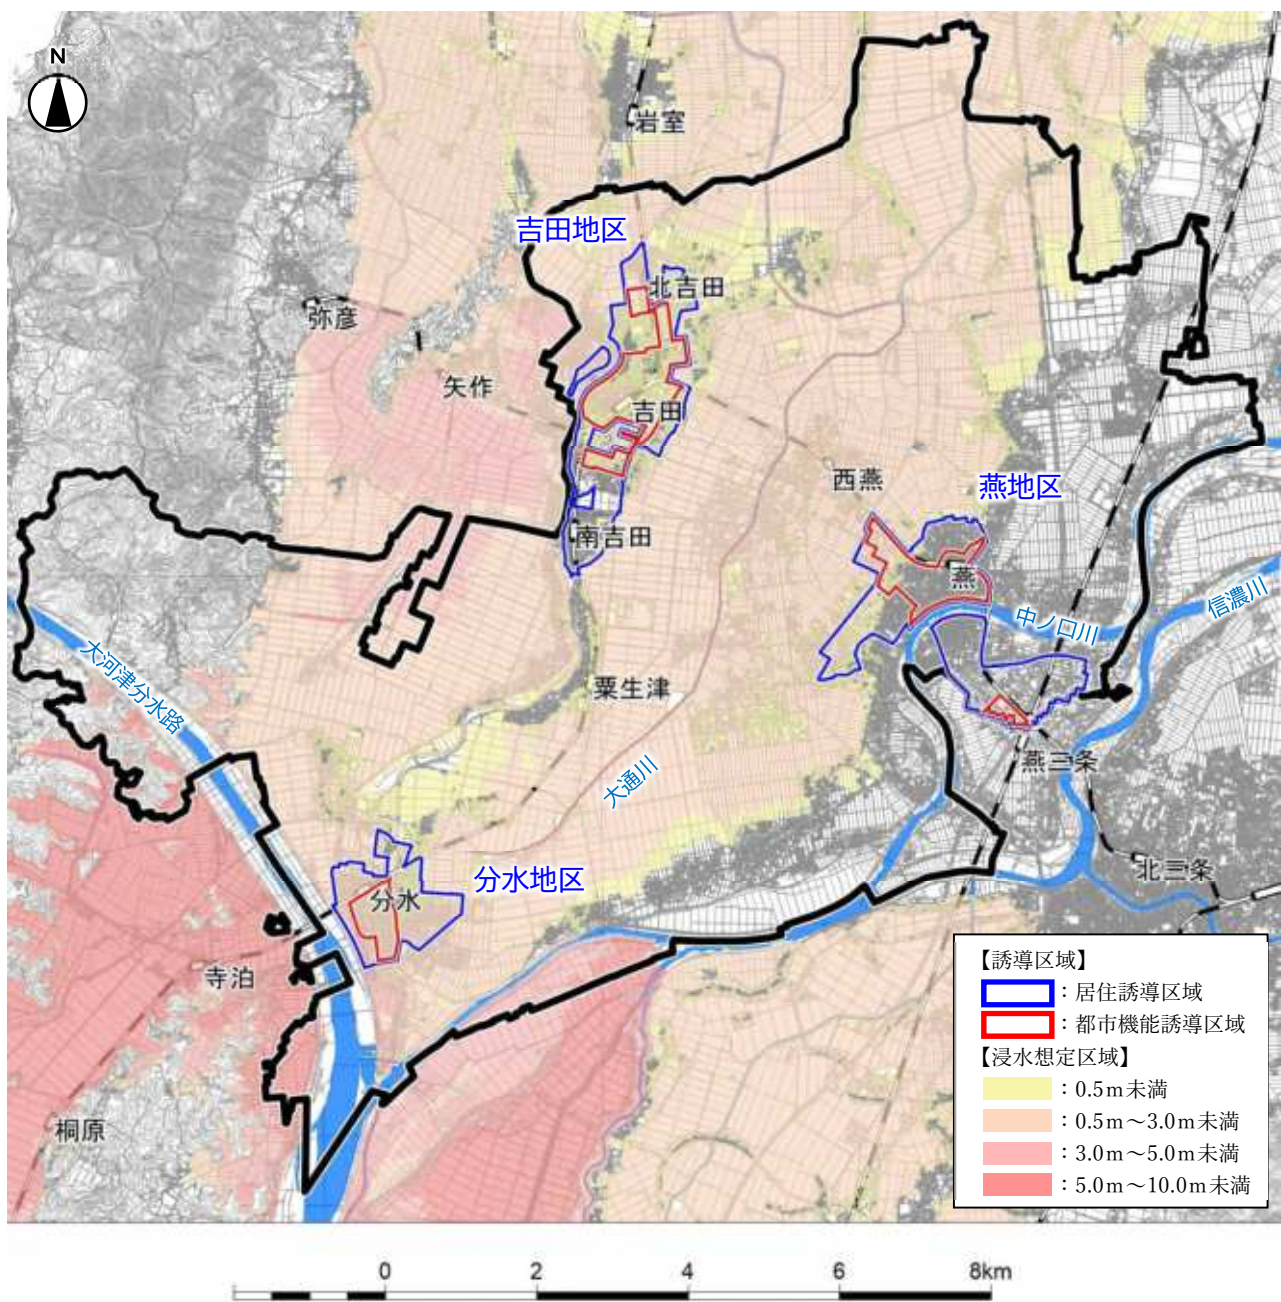 N
岩室
吉田地区
北吉田
弥彦
矢作
吉田
西燕
燕地区
南吉田
燕
中ノ口川
信濃川
大河津分水路
粟生津
大通川
燕三条
分水地区
分水
北三条
寺泊
桐原
【誘導区域】
：居住誘導区域
：都市機能誘導区域
【浸水想定区域】
：0.5m未満
：0.5m～3.0m未満
：3.0m～5.0m未満
：5.0m～10.0m未満
0 2 4 6 8km